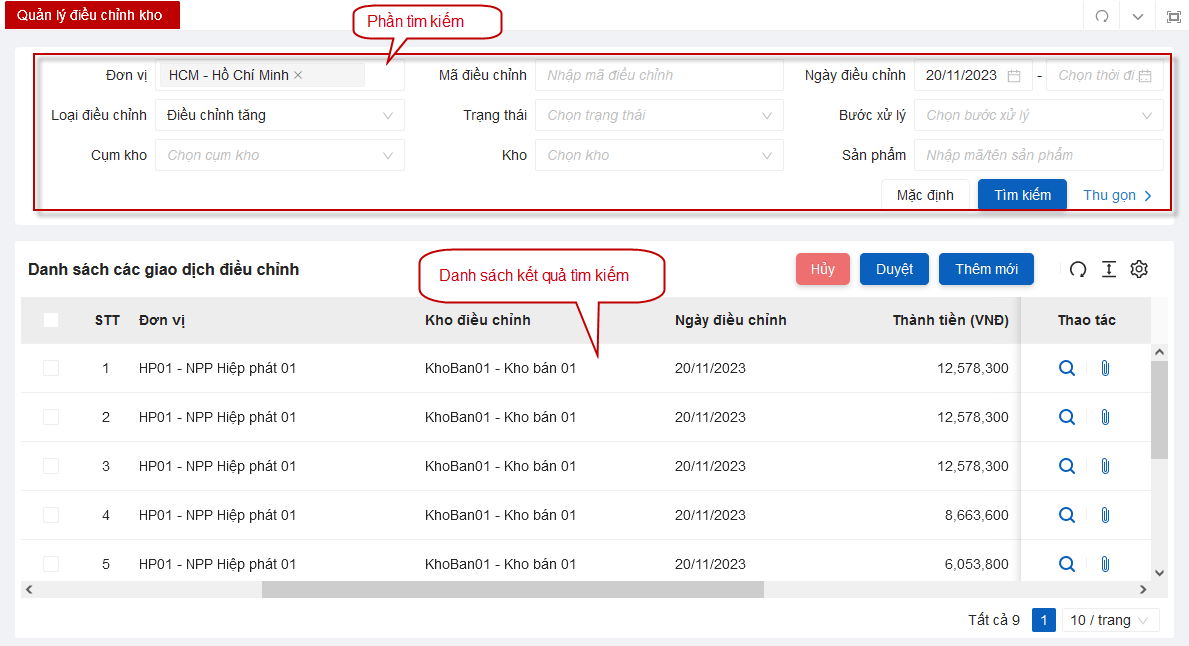 Quản lý điều chỉnh kho
Phần tìm kiếm
Đơn vị HCM - Hồ Chí Minh × Mã điều chỉnh Nhập mã điều chỉnh Ngày điều chỉnh 20/11/2023 - Chọn thời đi.
Loại điều chỉnh Điều chỉnh tăng Trạng thái Chọn trạng thái Bước xử lý Chọn bước xử lý
Cụm kho Chọn cụm kho Kho Chọn kho Sản phẩm Nhập mã/tên sản phẩm
Mặc định Tìm kiếm Thu gọn
Danh sách các giao dịch điều chỉnh Danh sách kết quả tìm kiếm Hủy Duyệt Thêm mới
STT Đơn vị Kho điều chỉnh Ngày điều chỉnh Thành tiền (VNĐ) Thao tác
1 HP01 - NPP Hiệp phát 01 KhoBan01 - Kho bán 01 20/11/2023 12,578,300
2 HP01 - NPP Hiệp phát 01 KhoBan01 - Kho bán 01 20/11/2023 12,578,300
3 HP01 - NPP Hiệp phát 01 KhoBan01 - Kho bán 01 20/11/2023 12,578,300
4 HP01 - NPP Hiệp phát 01 KhoBan01 - Kho bán 01 20/11/2023 8,663,600
5 HP01 - NPP Hiệp phát 01 KhoBan01 - Kho bán 01 20/11/2023 6,053,800
Tất cả 9 1 10 / trang